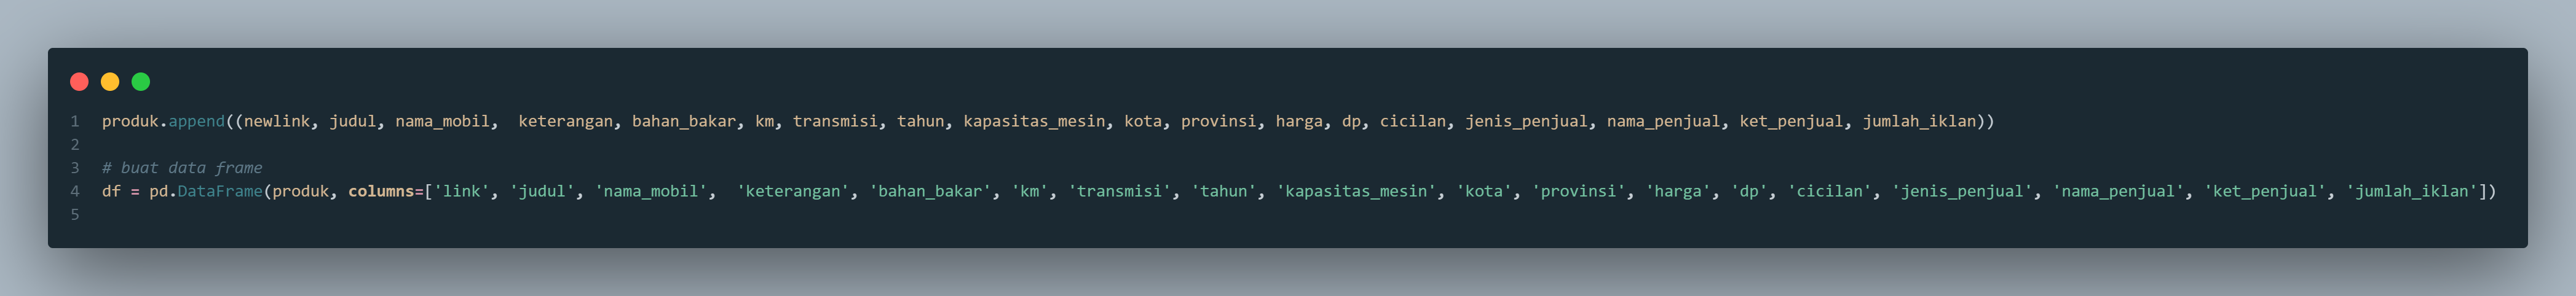 1 produk.append((newlink, judul, nama_mobil,  keterangan, bahan_bakar, km, transmisi, tahun, kapasitas_mesin, kota, provinsi, harga, dp, cicilan, jenis_penjual, nama_penjual, ket_penjual, jumlah_iklan))
2
3 # buat data frame
4 df = pd.DataFrame(produk, columns=['link', 'judul', 'nama_mobil',  'keterangan', 'bahan_bakar', 'km', 'transmisi', 'tahun', 'kapasitas_mesin', 'kota', 'provinsi', 'harga', 'dp', 'cicilan', 'jenis_penjual', 'nama_penjual', 'ket_penjual', 'jumlah_iklan'])
5